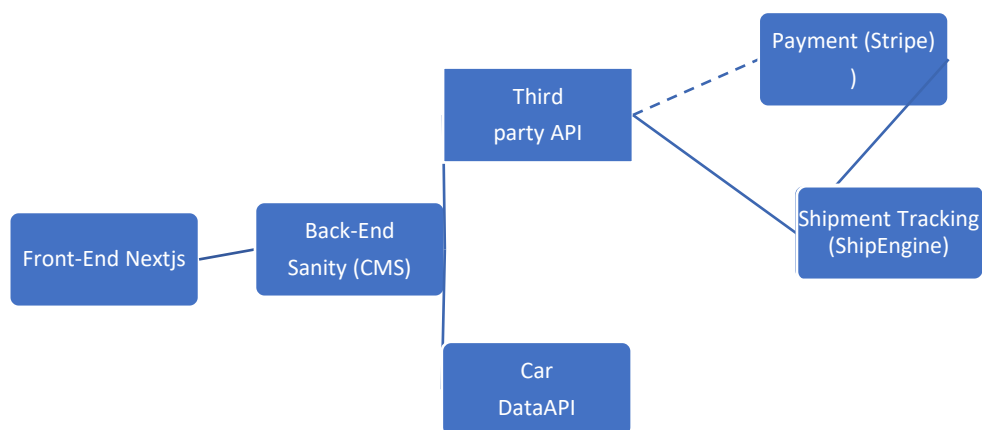 Payment (Stripe)
)
Third
party API
Shipment Tracking
(ShipEngine)
Back-End
Sanity (CMS)
Front-End Nextjs
Car
DataAPI